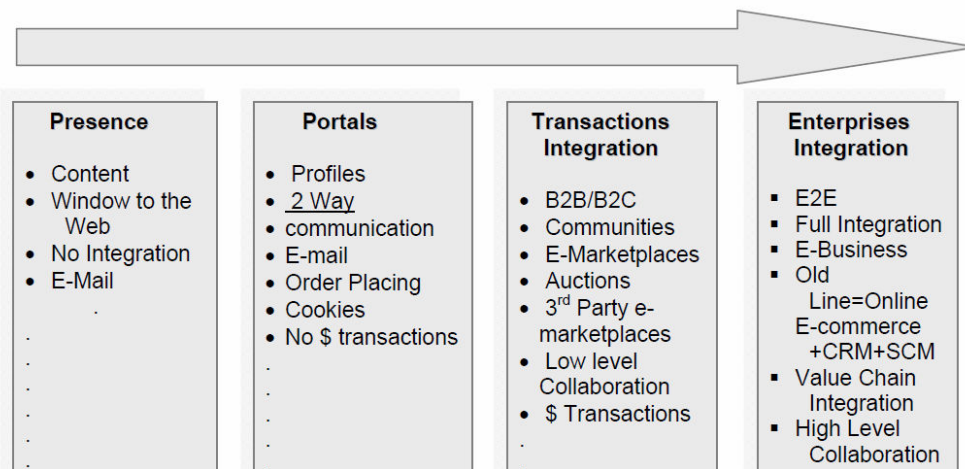 Presence
• Content
• Window to the
Web
• No Integration
• E-Mail
.
.
.
.
.
.
.
Portals
• Profiles
• 2 Way
• communication
• E-mail
• Order Placing
• Cookies
• No $ transactions
.
.
.
.
Transactions
Integration
• B2B/B2C
• Communities
• E-Marketplaces
• Auctions
• 3rd Party e-
marketplaces
• Low level
Collaboration
• $ Transactions
.
Enterprises
Integration
▪ E2E
▪ Full Integration
▪ E-Business
▪ Old
Line=Online
E-commerce
+CRM+SCM
▪ Value Chain
Integration
▪ High Level
Collaboration